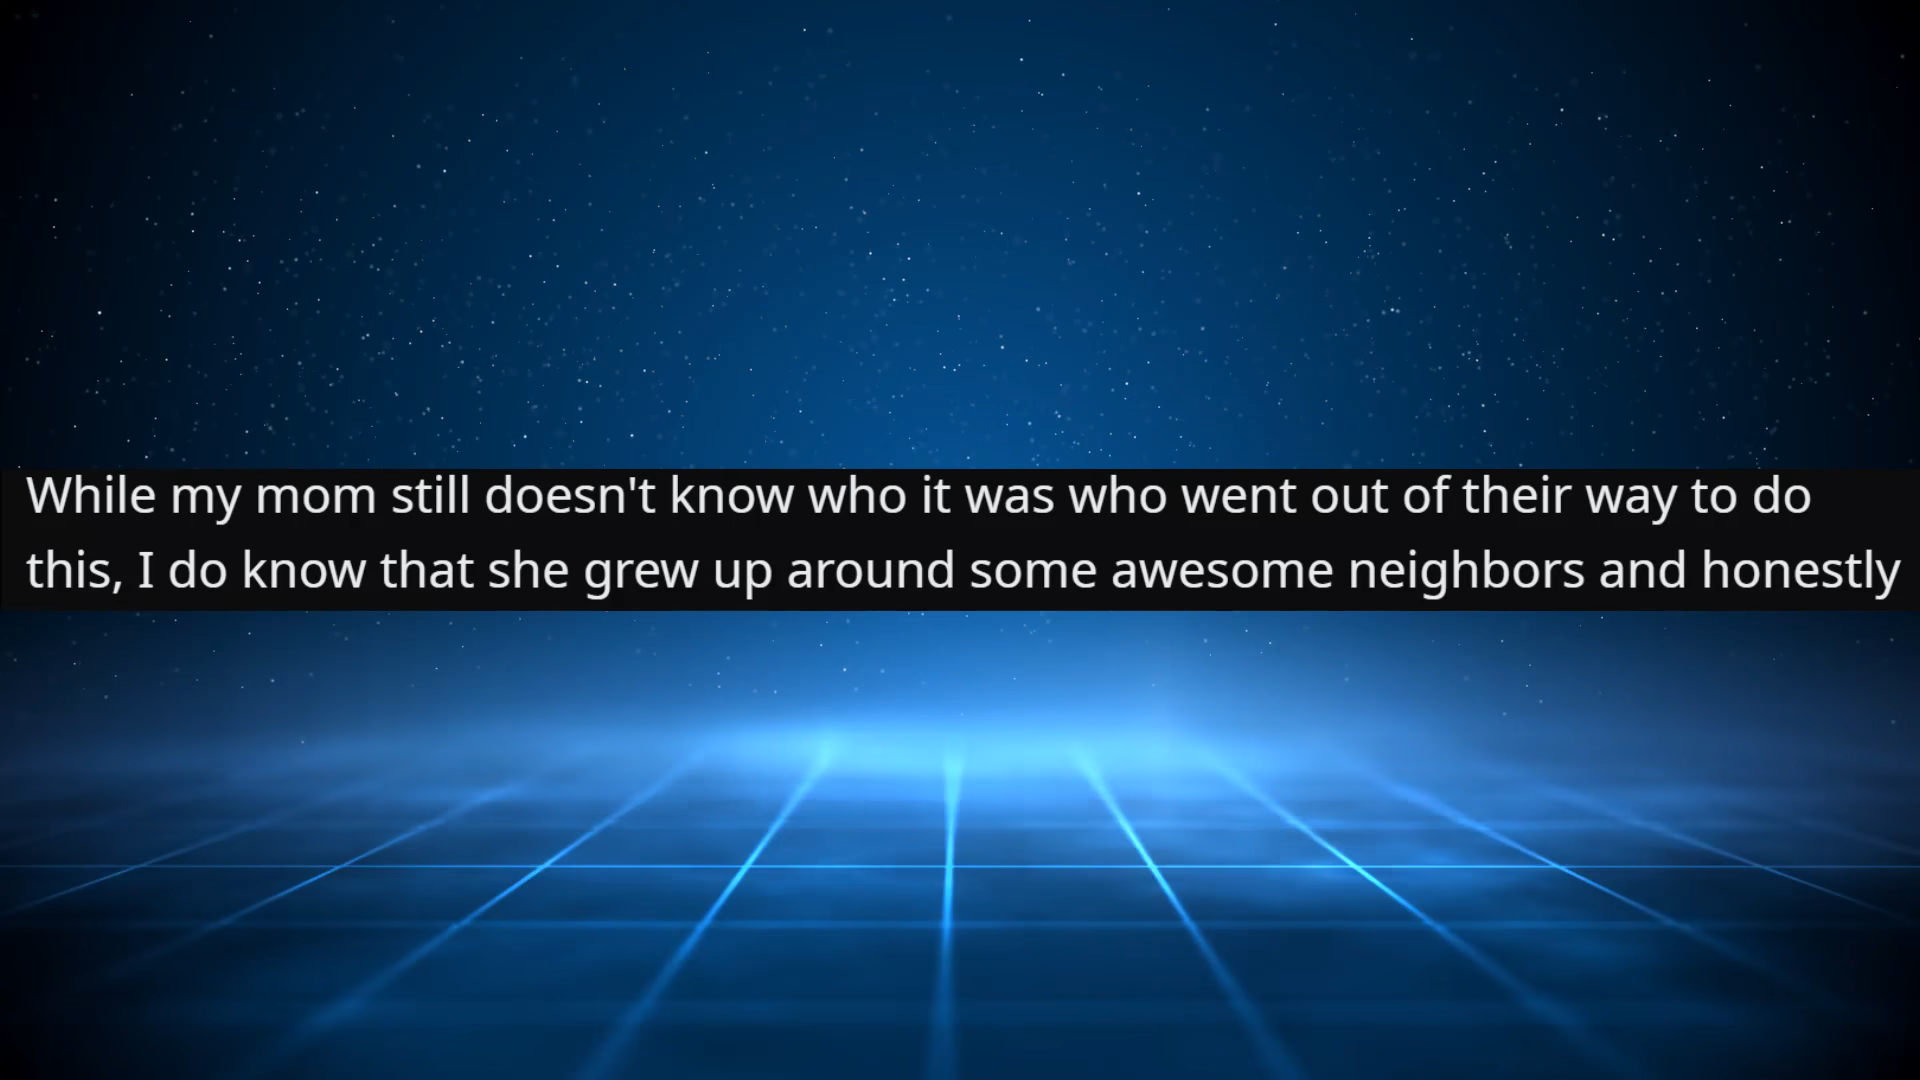 While my mom still doesn't know who it was who went out of their way to do
this, I do know that she grew up around some awesome neighbors and honestly